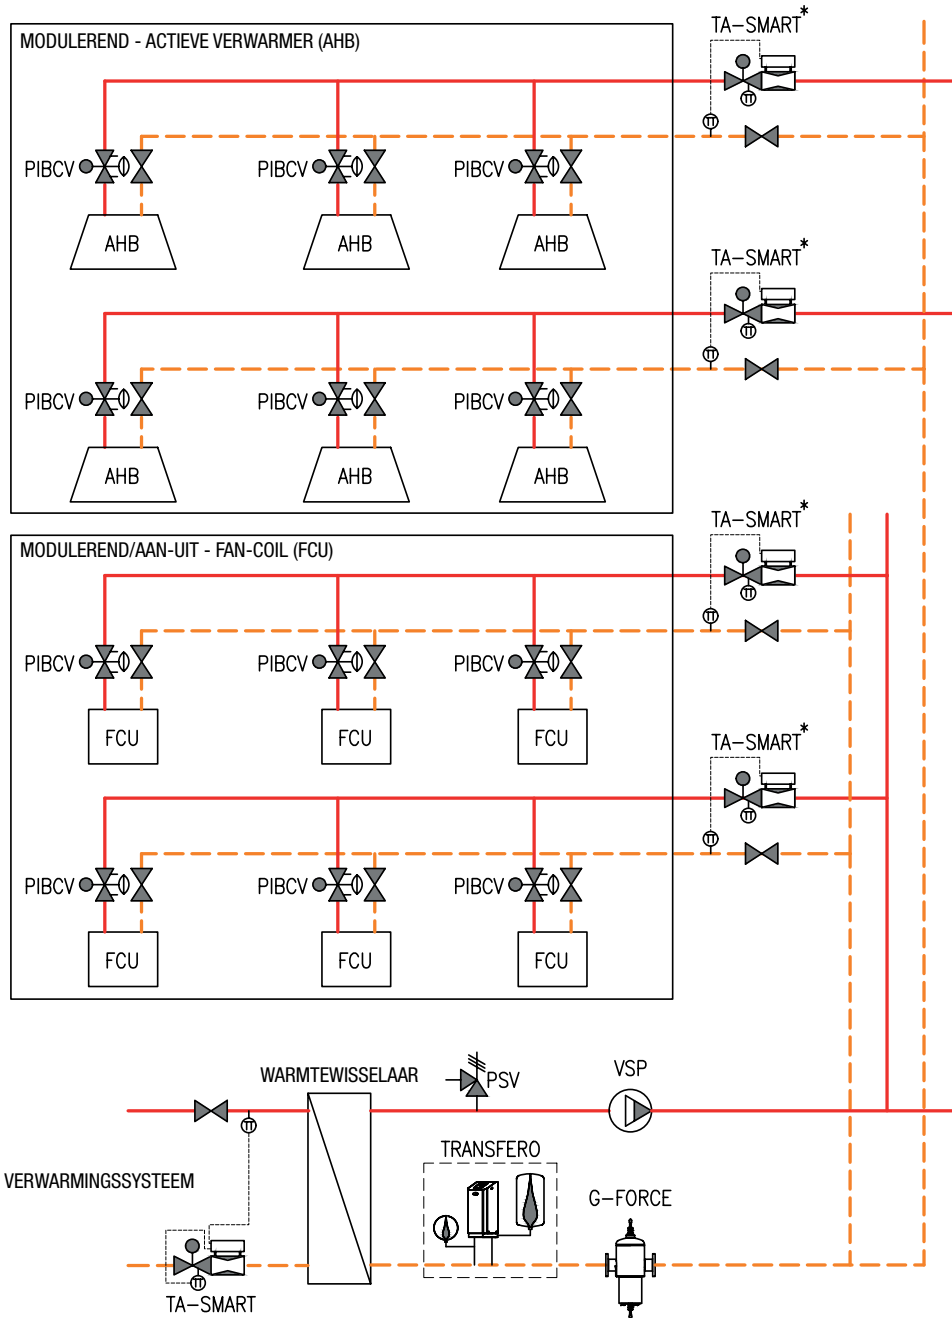 TA-SMART*
MODULEREND - ACTIEVE VERWARMER (AHB)
PIBCV PIBCV PIBCV
AHB AHB AHB
TA-SMART*
PIBCV PIBCV PIBCV
AHB AHB AHB
TA-SMART*
MODULEREND/AAN-UIT - FAN-COIL (FCU)
PIBCV PIBCV PIBCV
FCU FCU FCU
TA-SMART*
PIBCV PIBCV PIBCV
FCU FCU FCU
WARMTEWISSELAAR
PSV
VSP
TRANSFERO
VERWARMINGSSYSTEEM
G-FORCE
TA-SMART